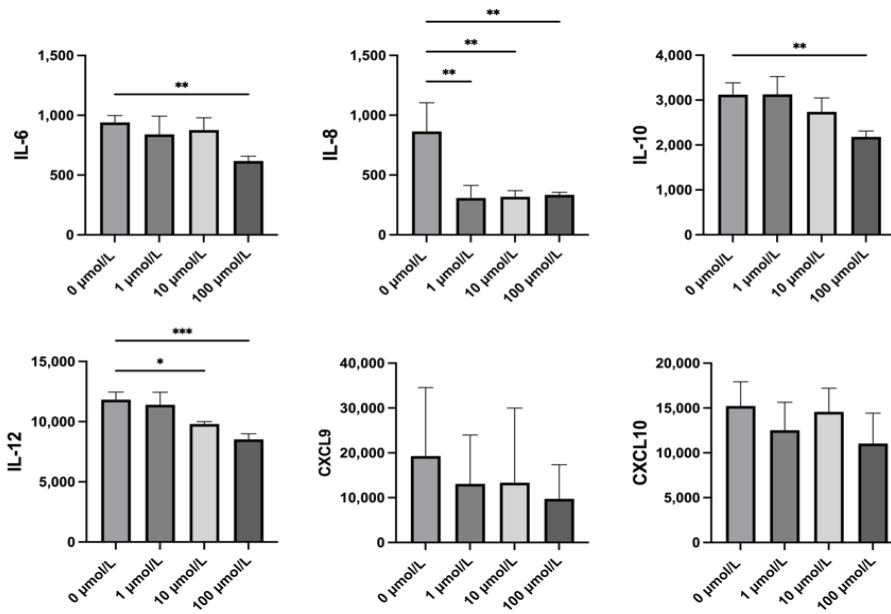 **
IL-6
1,500
1,000
500
0
0 μmol/L
1 μmol/L
10 μmol/L
100 μmol/L
**
**
**
IL-8
1,500
1,000
500
0
0 μmol/L
1 μmol/L
10 μmol/L
100 μmol/L
**
IL-10
4,000
3,000
2,000
1,000
0
0 μmol/L
1 μmol/L
10 μmol/L
100 μmol/L
***
*
IL-12
15,000
10,000
5,000
0
0 μmol/L
1 μmol/L
10 μmol/L
100 μmol/L
CXCL9
40,000
30,000
20,000
10,000
0
0 μmol/L
1 μmol/L
10 μmol/L
100 μmol/L
CXCL10
20,000
15,000
10,000
5,000
0
0 μmol/L
1 μmol/L
10 μmol/L
100 μmol/L